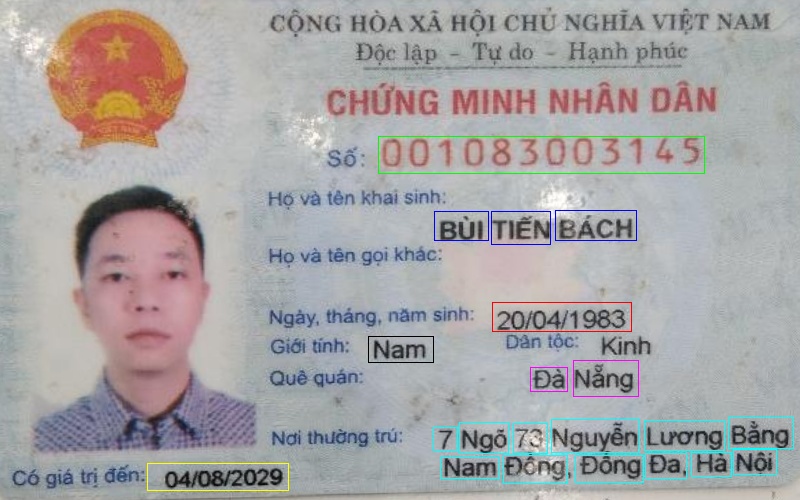 CỘNG HÒA XÃ HỘI CHỦ NGHĨA VIỆT NAM
Độc lập - Tự do - Hạnh phúc
CHỨNG MINH NHÂN DÂN
Số: 001083003145
Họ và tên khai sinh:
BÙI TIẾN BÁCH
Họ và tên gọi khác:
Ngày, tháng, năm sinh: 20/04/1983
Giới tính: Nam Dân tộc: Kinh
Quê quán: Đà Nẵng
Nơi thường trú: 7 Ngõ 73 Nguyễn Lương Bằng
Nam Đồng, Đống Đa, Hà Nội
Có giá trị đến: 04/08/2029